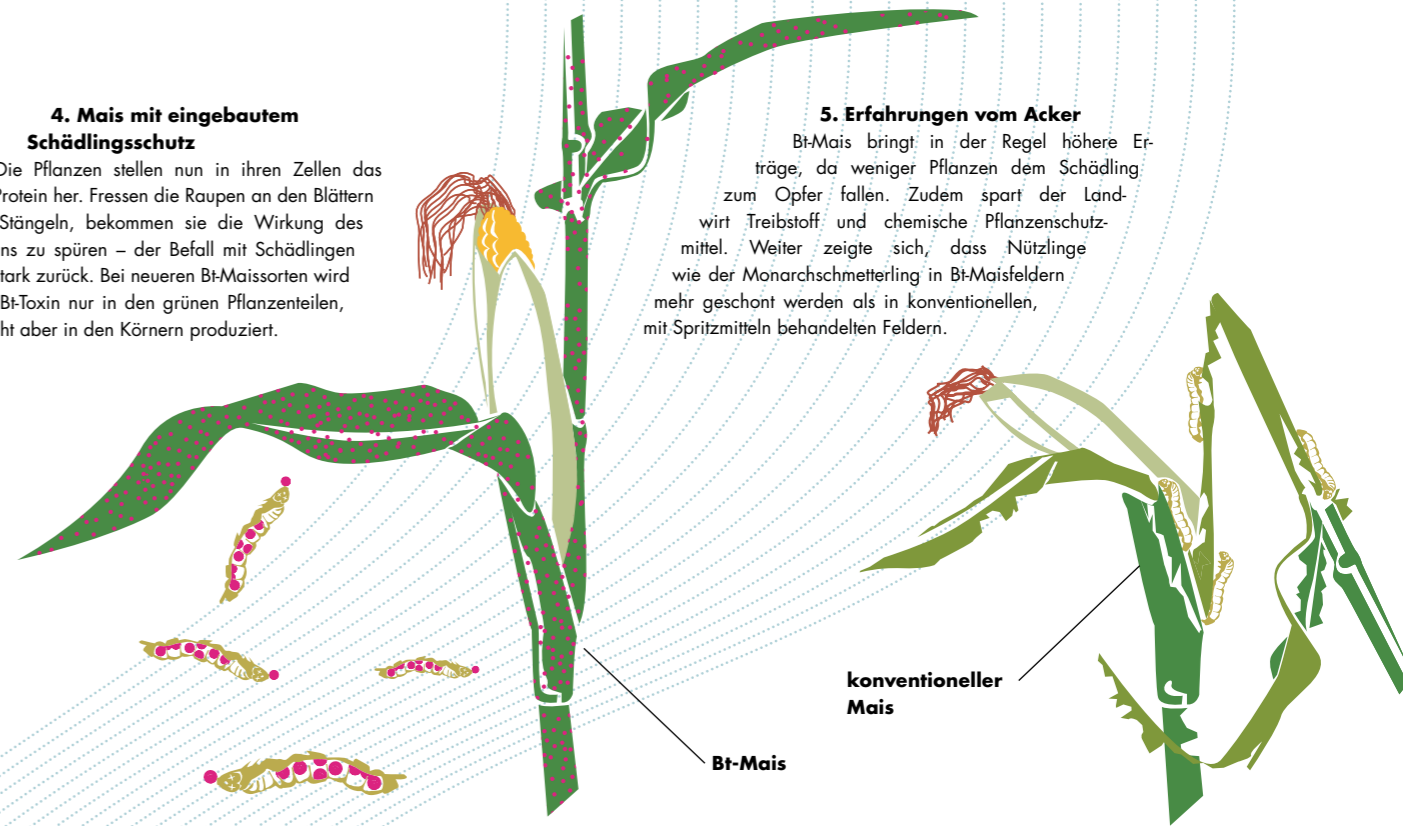 4. Mais mit eingebautem
Schädlingsschutz
Die Pflanzen stellen nun in ihren Zellen das
Protein her. Fressen die Raupen an den Blättern
Stängeln, bekommen sie die Wirkung des
ns zu spüren – der Befall mit Schädlingen
tark zurück. Bei neueren Bt-Maissorten wird
Bt-Toxin nur in den grünen Pflanzenteilen,
ht aber in den Körnern produziert.
5. Erfahrungen vom Acker
Bt-Mais bringt in der Regel höhere Er-
träge, da weniger Pflanzen dem Schädling
zum Opfer fallen. Zudem spart der Land-
wirt Treibstoff und chemische Pflanzenschutz-
mittel. Weiter zeigte sich, dass Nützlinge
wie der Monarchschmetterling in Bt-Maisfeldern
mehr geschont werden als in konventionellen,
mit Spritzmitteln behandelten Feldern.
konventioneller
Mais
Bt-Mais